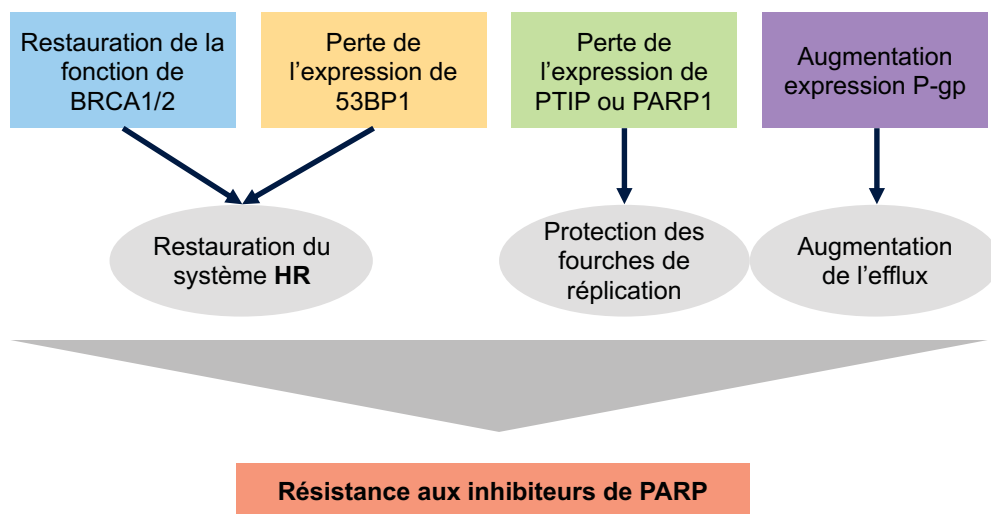 Restauration de la
fonction de
BRCA1/2
Perte de
l’expression de
53BP1
Perte de
l’expression de
PTIP ou PARP1
Augmentation
expression P-gp
Restauration du
système HR
Protection des
fourches de
réplication
Augmentation
de l’efflux
Résistance aux inhibiteurs de PARP